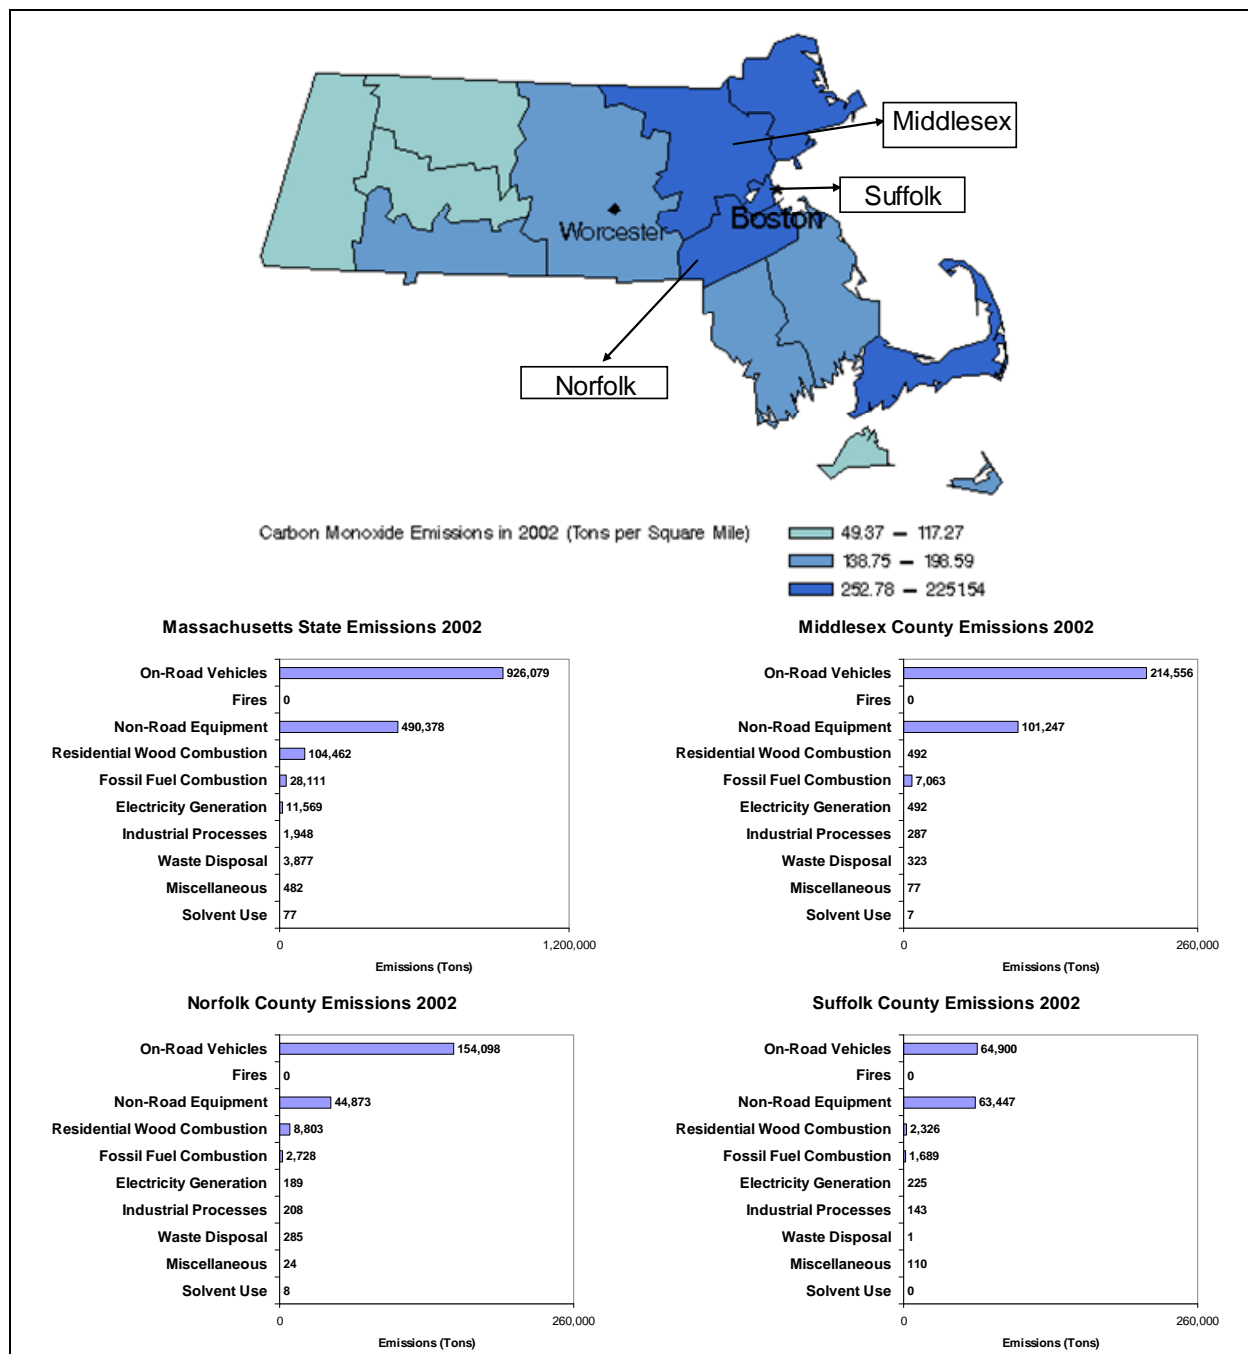 Middlesex
Suffolk
Boston
Worcester
Norfolk
Carbon Monoxide Emissions in 2002 (Tons per Square Mile)
49.37 — 117.27
138.75 — 198.59
252.78 — 2251.54
Massachusetts State Emissions 2002
On-Road Vehicles 926,079
Fires 0
Non-Road Equipment 490,378
Residential Wood Combustion 104,462
Fossil Fuel Combustion 28,111
Electricity Generation 11,569
Industrial Processes 1,948
Waste Disposal 3,877
Miscellaneous 482
Solvent Use 77
0 1,200,000
Emissions (Tons)
Middlesex County Emissions 2002
On-Road Vehicles 214,556
Fires 0
Non-Road Equipment 101,247
Residential Wood Combustion 492
Fossil Fuel Combustion 7,063
Electricity Generation 492
Industrial Processes 287
Waste Disposal 323
Miscellaneous 77
Solvent Use 7
0 260,000
Emissions (Tons)
Norfolk County Emissions 2002
On-Road Vehicles 154,098
Fires 0
Non-Road Equipment 44,873
Residential Wood Combustion 8,803
Fossil Fuel Combustion 2,728
Electricity Generation 189
Industrial Processes 208
Waste Disposal 285
Miscellaneous 24
Solvent Use 8
0 260,000
Emissions (Tons)
Suffolk County Emissions 2002
On-Road Vehicles 64,900
Fires 0
Non-Road Equipment 63,447
Residential Wood Combustion 2,326
Fossil Fuel Combustion 1,689
Electricity Generation 225
Industrial Processes 143
Waste Disposal 1
Miscellaneous 110
Solvent Use 0
0 260,000
Emissions (Tons)